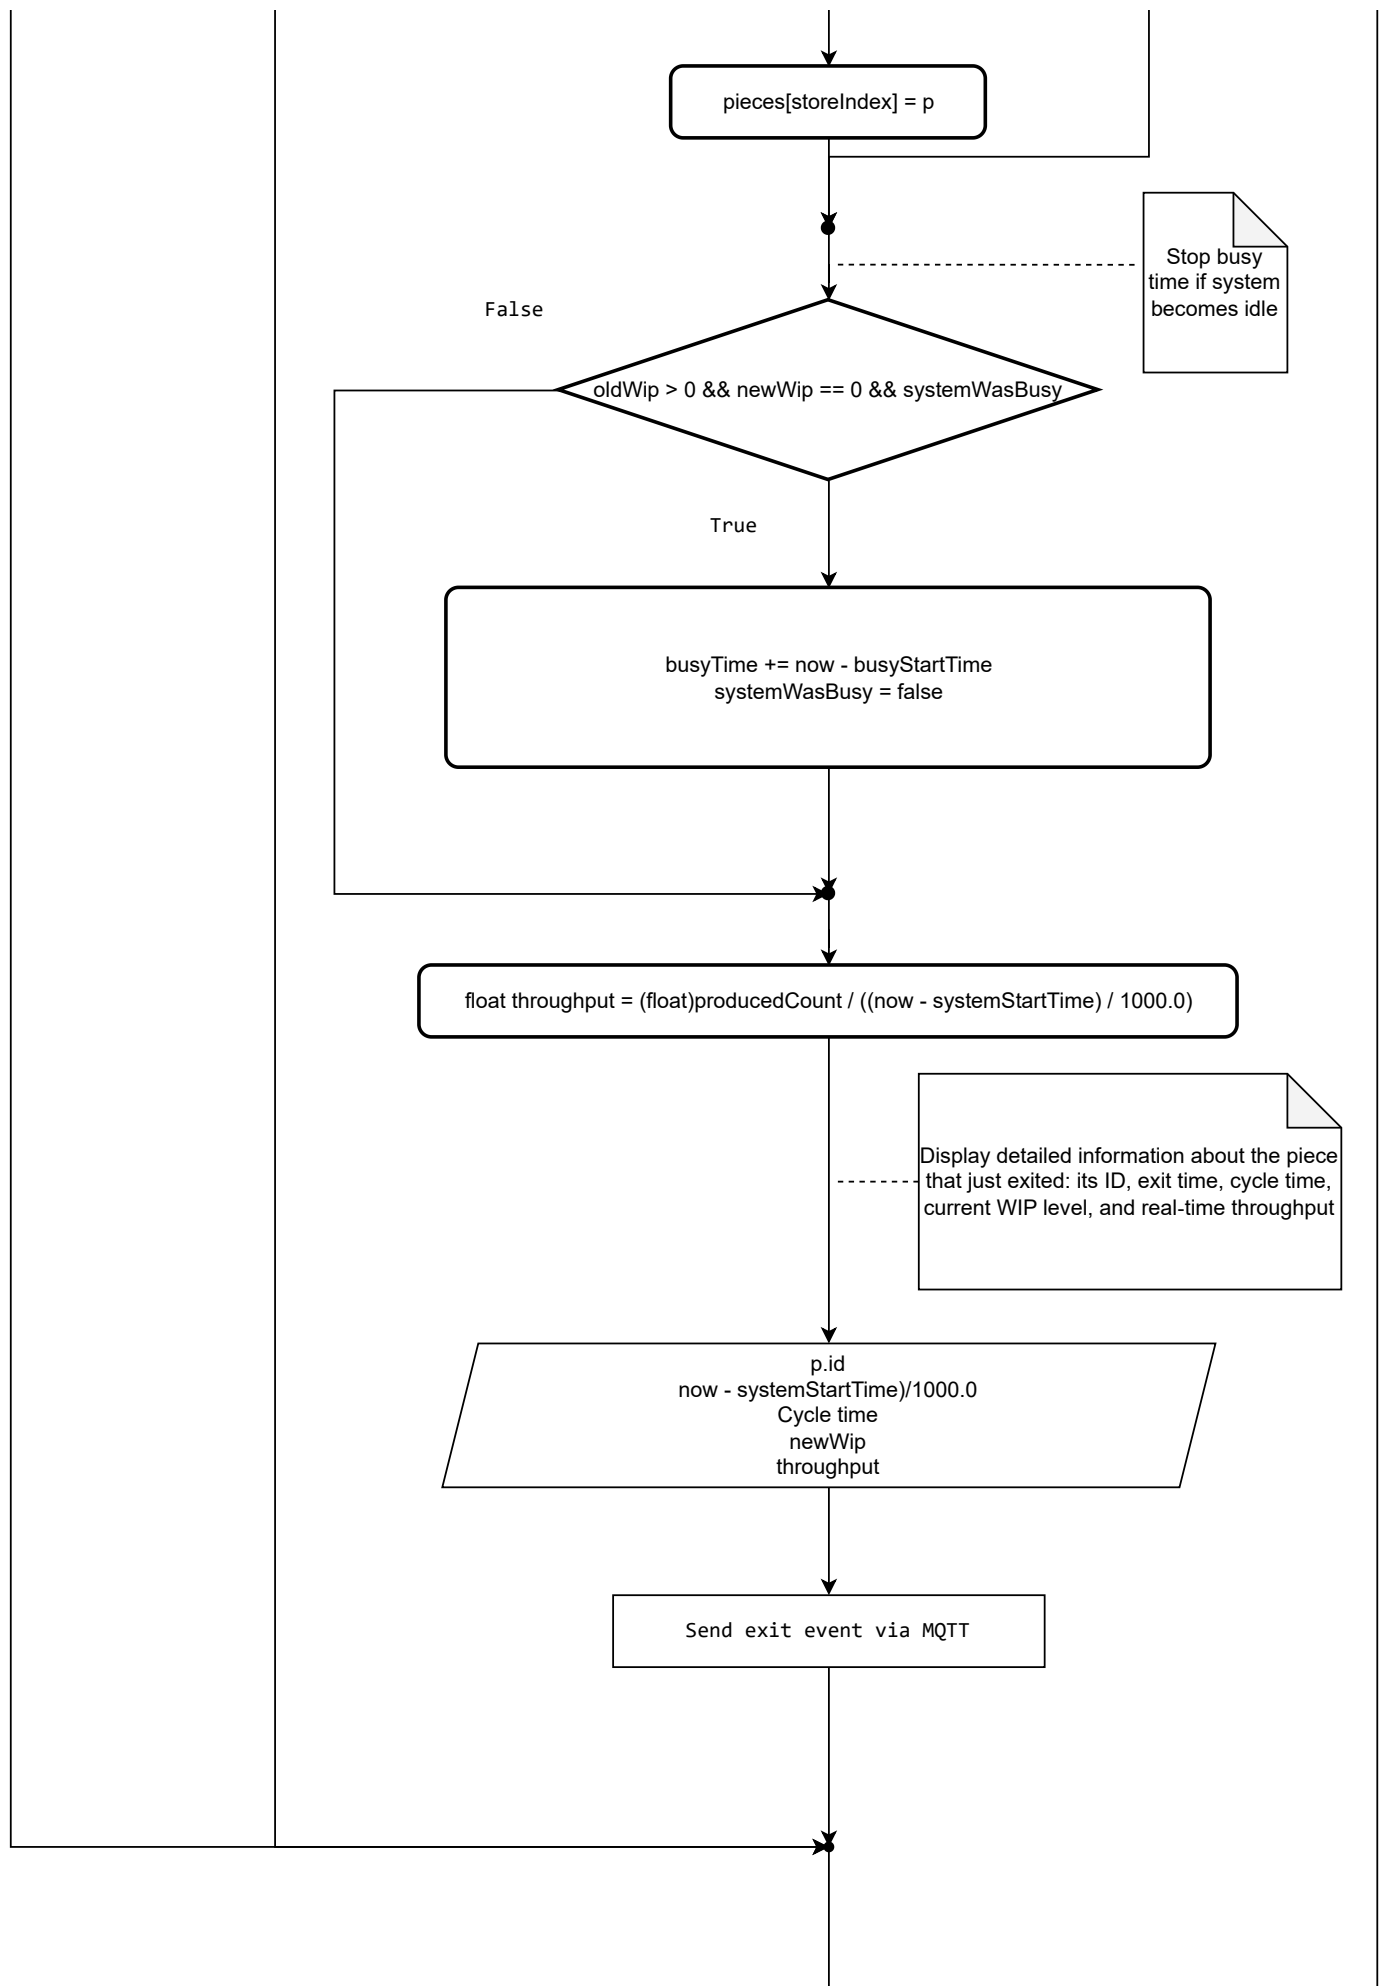 pieces[storeIndex] = p
Stop busy
time if system
becomes idle
False
oldWip > 0 && newWip == 0 && systemWasBusy
True
busyTime += now - busyStartTime
systemWasBusy = false
float throughput = (float)producedCount / ((now - systemStartTime) / 1000.0)
Display detailed information about the piece
that just exited: its ID, exit time, cycle time,
current WIP level, and real-time throughput
p.id
now - systemStartTime)/1000.0
Cycle time
newWip
throughput
Send exit event via MQTT